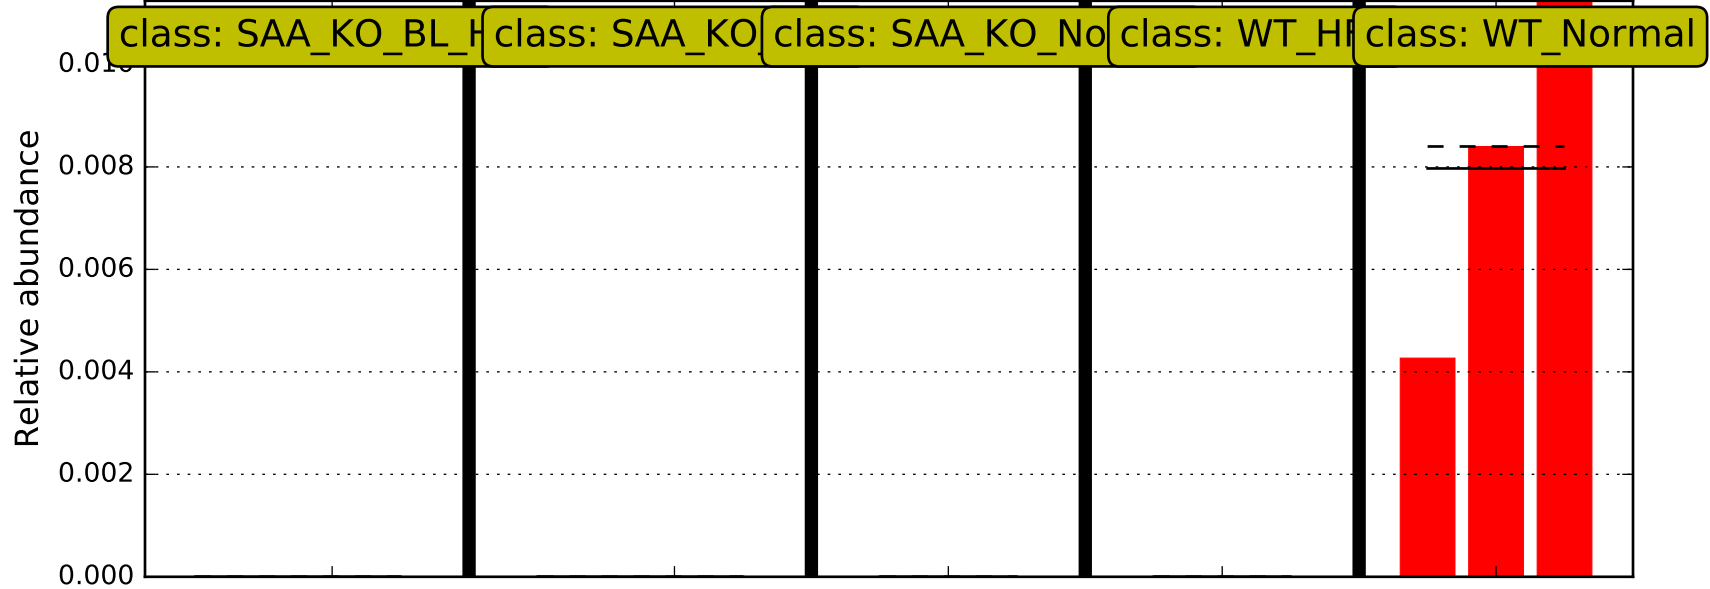 class: SAA_KO_BL_H
class: SAA_KO_
class: SAA_KO_No
class: WT_HF
class: WT_Normal
0.010
0.008
0.006
0.004
0.002
0.000
Relative abundance